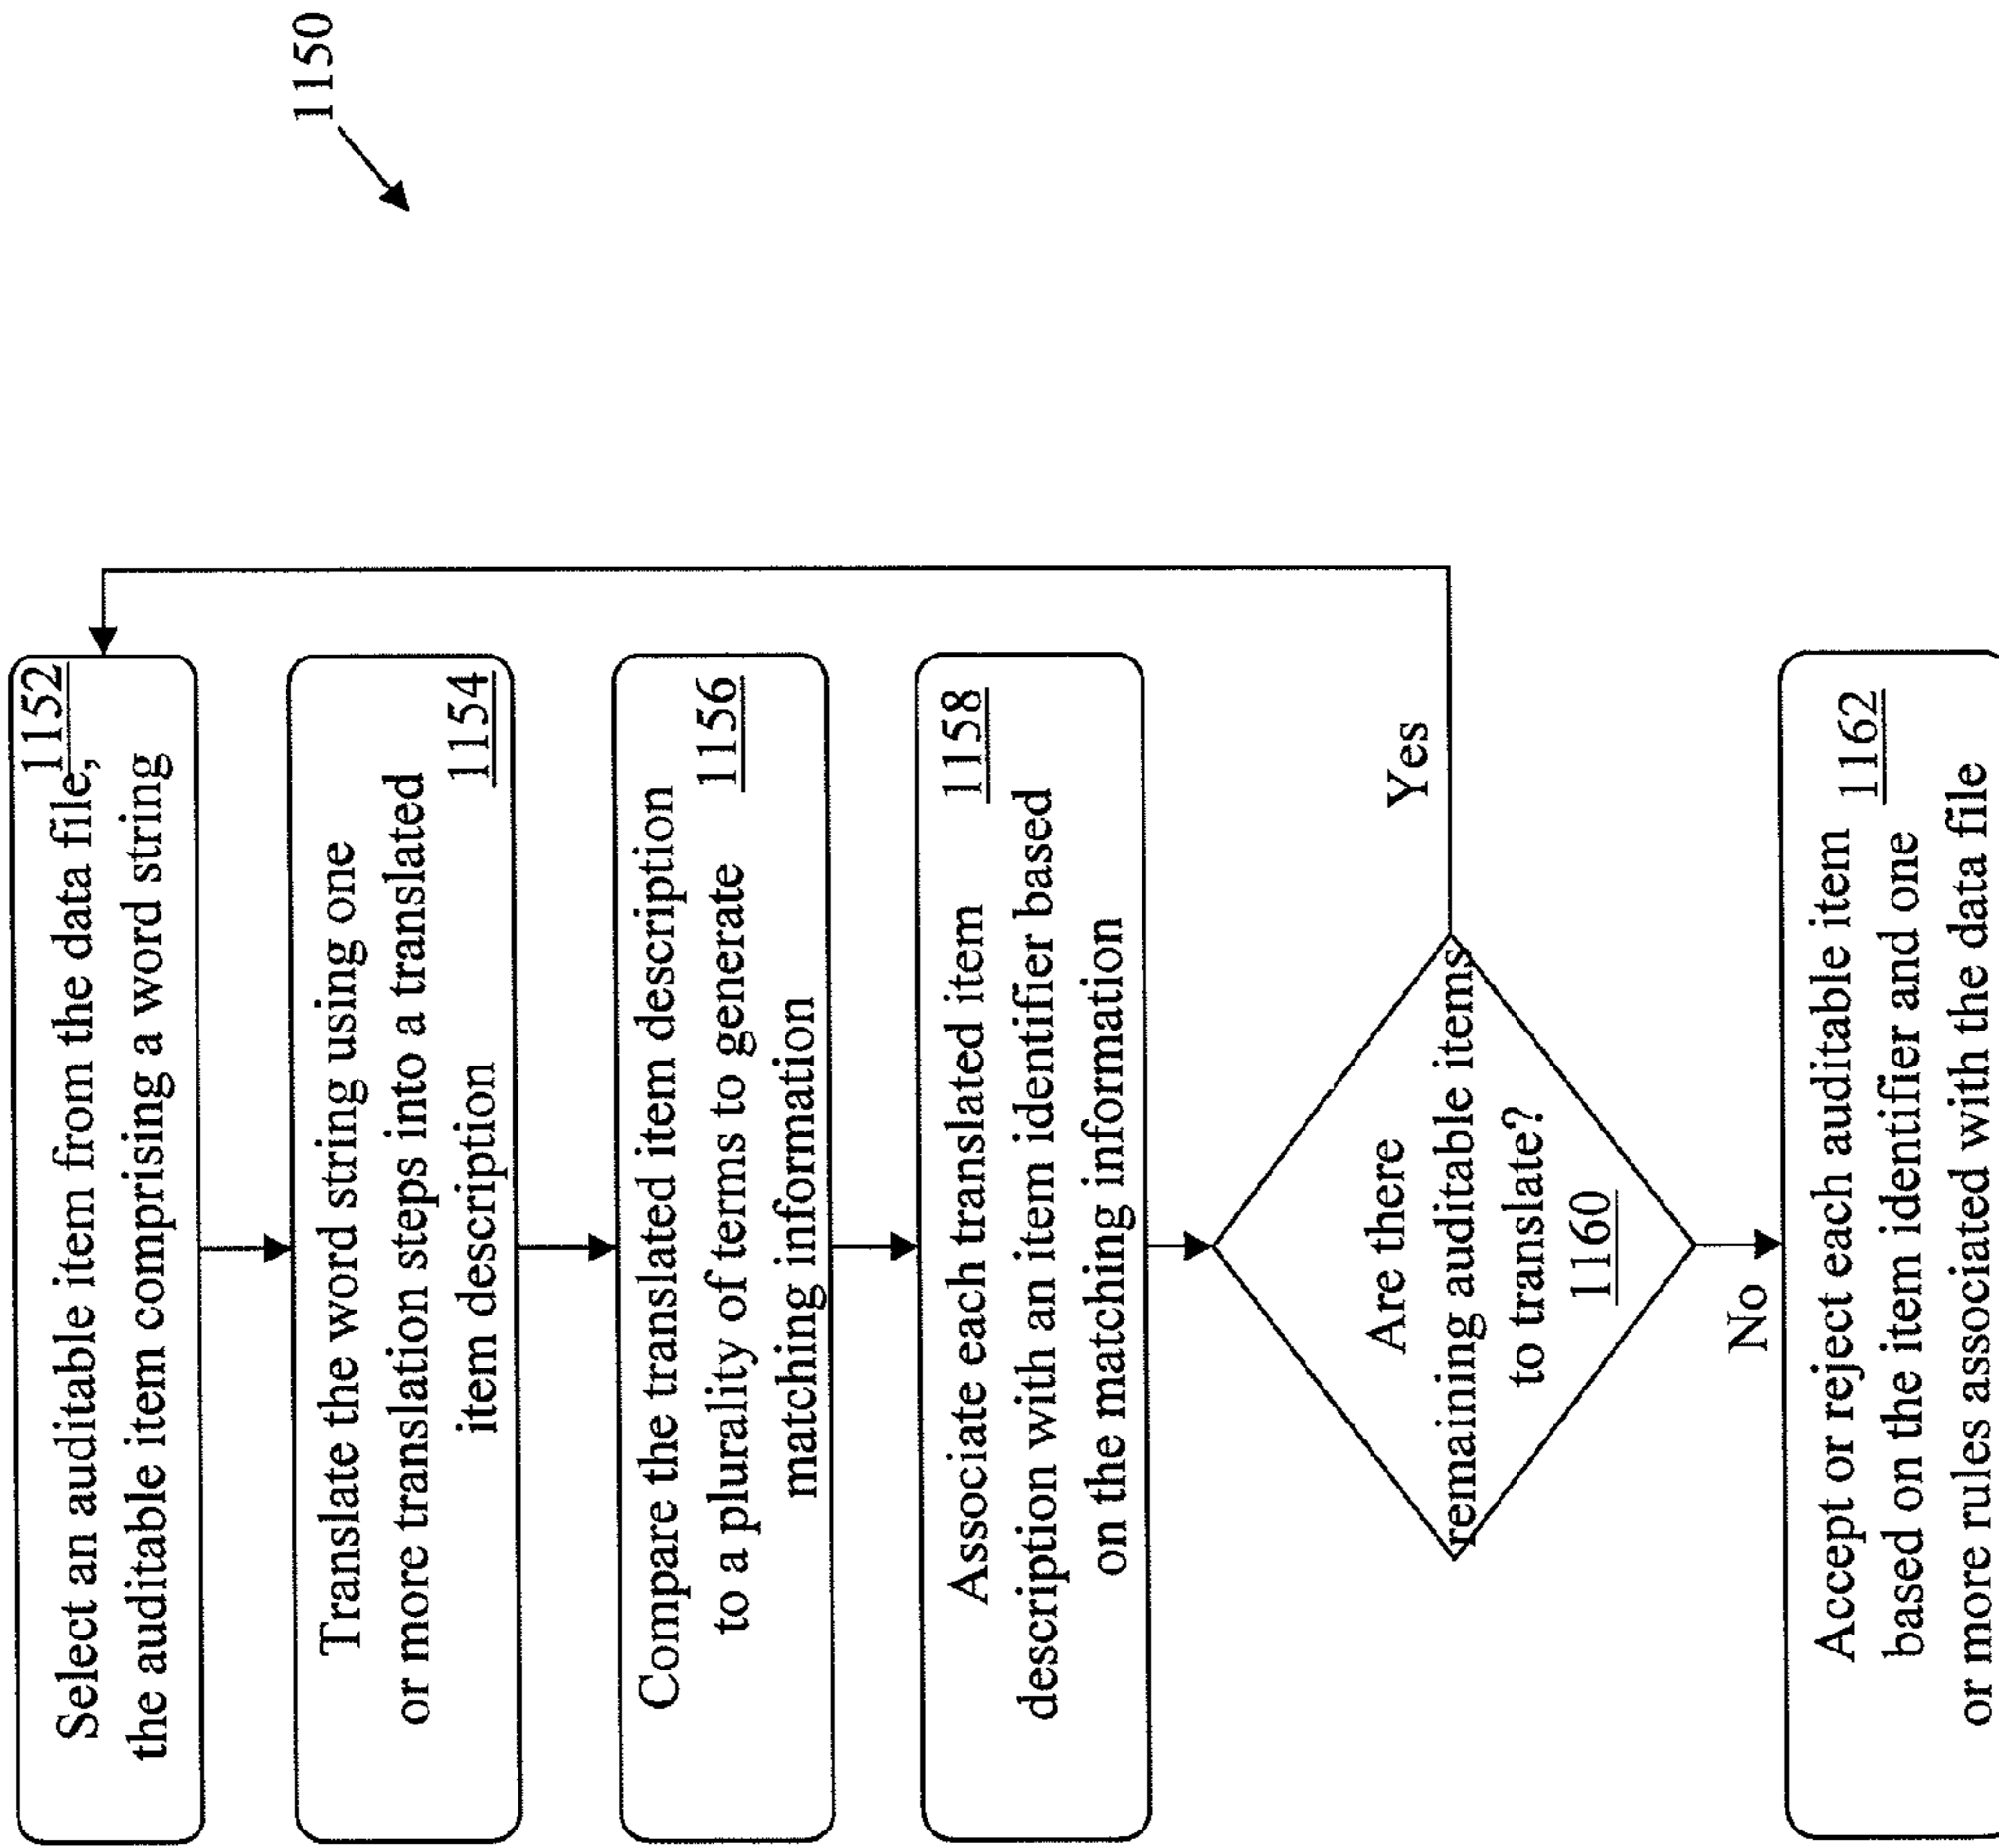 1150
Select an auditable item from the data file, 1152
the auditable item comprising a word string
Translate the word string using one
or more translation steps into a translated
item description 1154
Compare the translated item description
to a plurality of terms to generate 1156
matching information
Associate each translated item 1158
description with an item identifier based
on the matching information
Are there
remaining auditable items
to translate?
1160
Yes
No
Accept or reject each auditable item
based on the item identifier and one 1162
or more rules associated with the data file